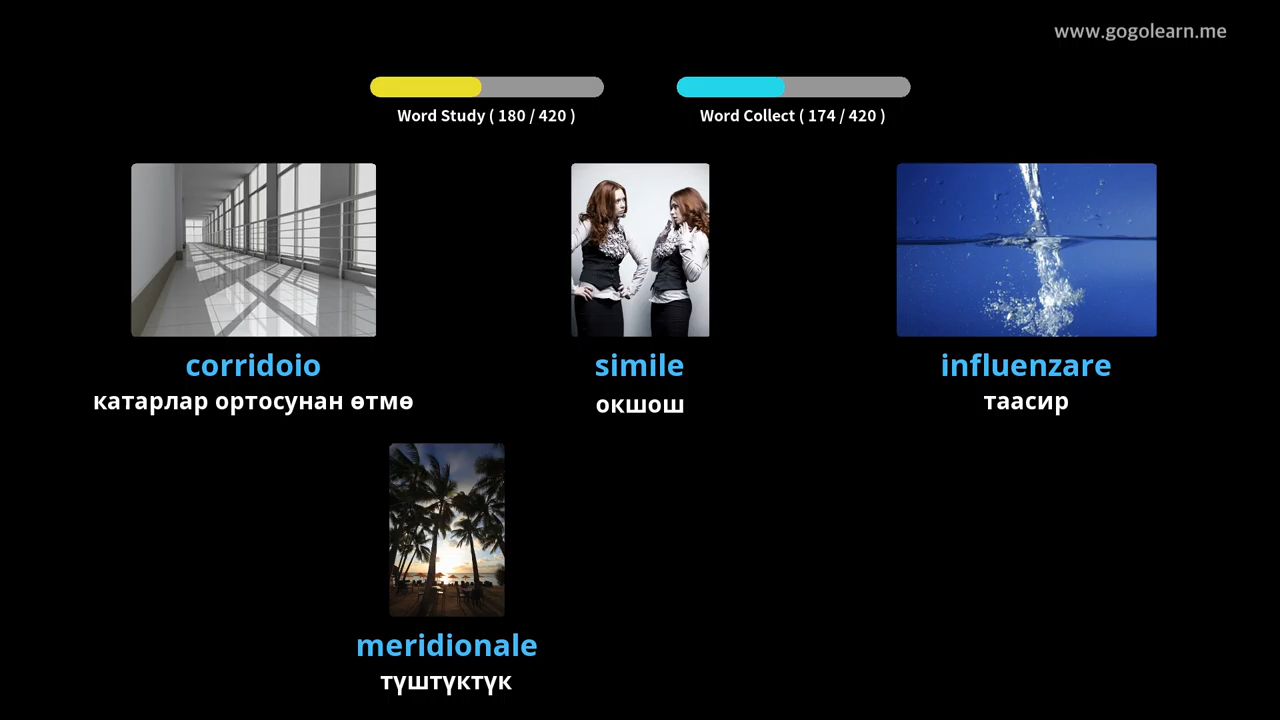 www.gogolearn.me
Word Study ( 180 / 420 )
Word Collect ( 174 / 420 )
corridoio
катарлар ортосунан өтмө
simile
окшош
influenzare
таасир
meridionale
түштүктүк